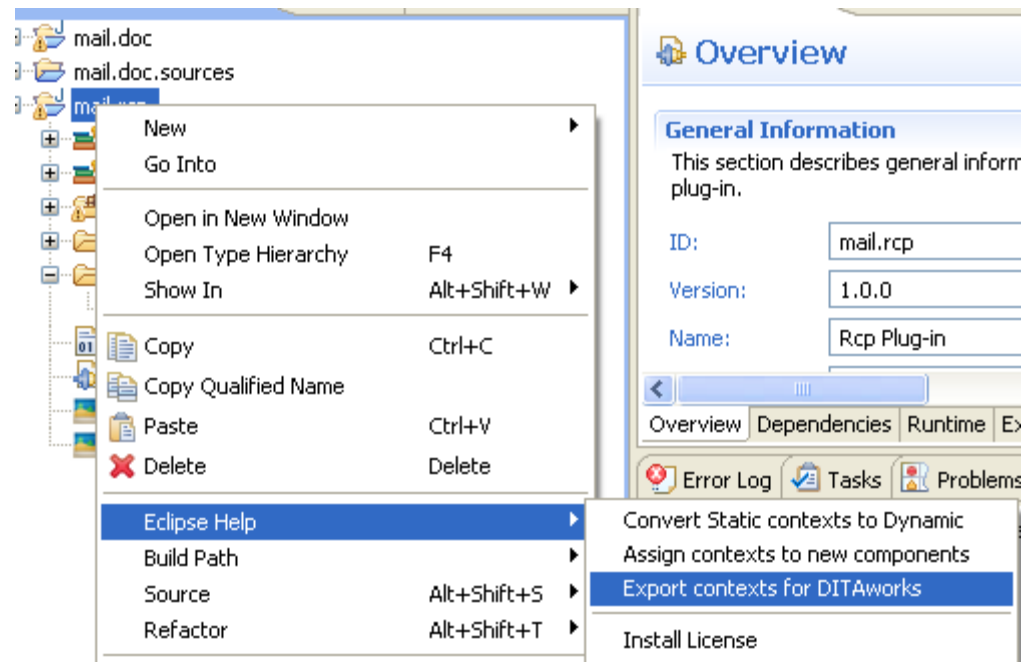 mail.doc
mail.doc.sources
mail.rcp
New
Go Into
Open in New Window
Open Type Hierarchy F4
Show In Alt+Shift+W
Copy Ctrl+C
Copy Qualified Name
Paste Ctrl+V
Delete Delete
Eclipse Help
Build Path
Source Alt+Shift+S
Refactor Alt+Shift+T
Convert Static contexts to Dynamic
Assign contexts to new components
Export contexts for DITAworks
Install License
Overview
General Information
This section describes general inform
plug-in.
ID: mail.rcp
Version: 1.0.0
Name: Rcp Plug-in
Overview Dependencies Runtime Ex
Error Log Tasks Problems